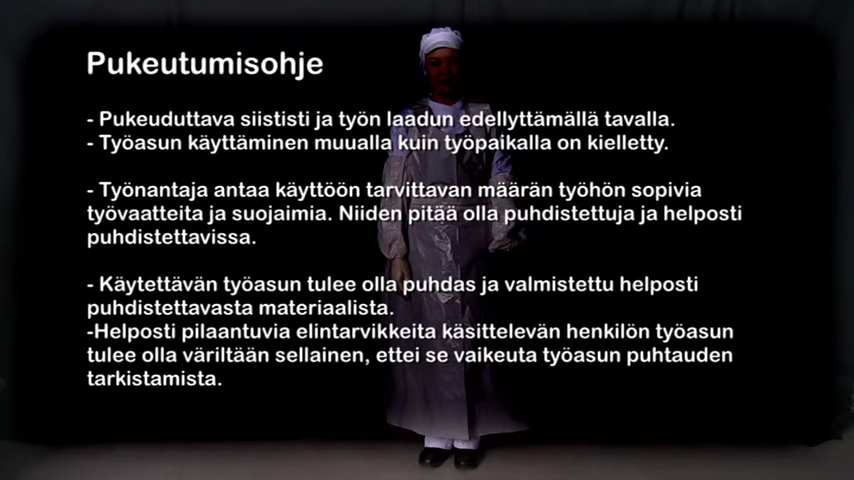 Pukeutumisohje
- Pukeuduttava siististi ja työn laadun edellyttämällä tavalla.
- Työasun käyttäminen muualla kuin työpaikalla on kielletty.
- Työnantaja antaa käyttöön tarvittavan määrän työhön sopivia
työvaatteita ja suojaimia. Niiden pitää olla puhdistettuja ja helposti
puhdistettavissa.
- Käytettävän työasun tulee olla puhdas ja valmistettu helposti
puhdistettavasta materiaalista.
-Helposti pilaantuvia elintarvikkeita käsittelevän henkilön työasun
tulee olla väriltään sellainen, ettei se vaikeuta työasun puhtauden
tarkistamista.